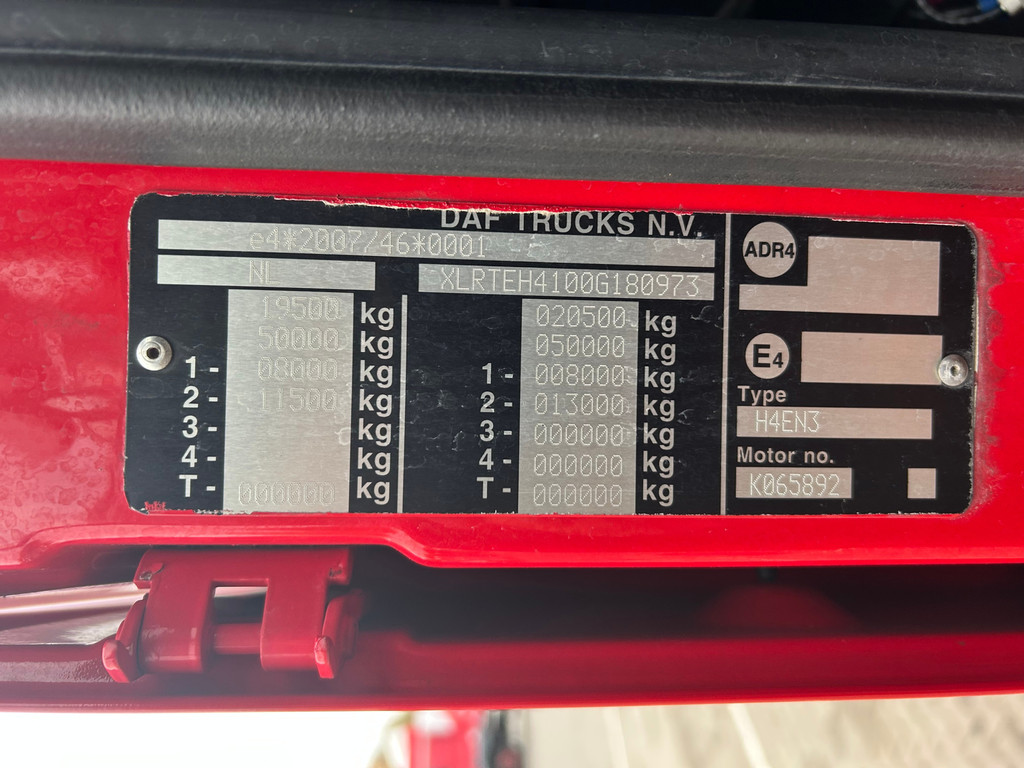 DAF TRUCKS N.V.
e4*2007/46*0001
NL XLRTEH4100G180973
19500 kg 020500 kg
50000 kg 050000 kg
1- 08000 kg 1- 008000 kg
2- 11500 kg 2- 013000 kg
3- kg 3- 000000 kg
4- kg 4- 000000 kg
T- 000000 kg T- 000000 kg
ADR4
E4
Type
H4EN3
Motor no.
K065892